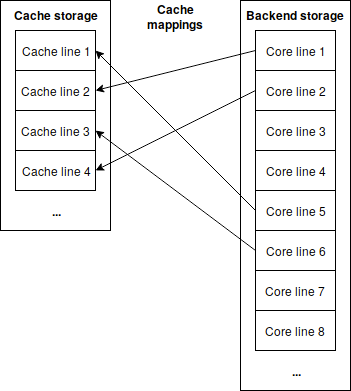 Cache storage
Cache line 1
Cache line 2
Cache line 3
Cache line 4
...
Cache
mappings
Backend storage
Core line 1
Core line 2
Core line 3
Core line 4
Core line 5
Core line 6
Core line 7
Core line 8
...